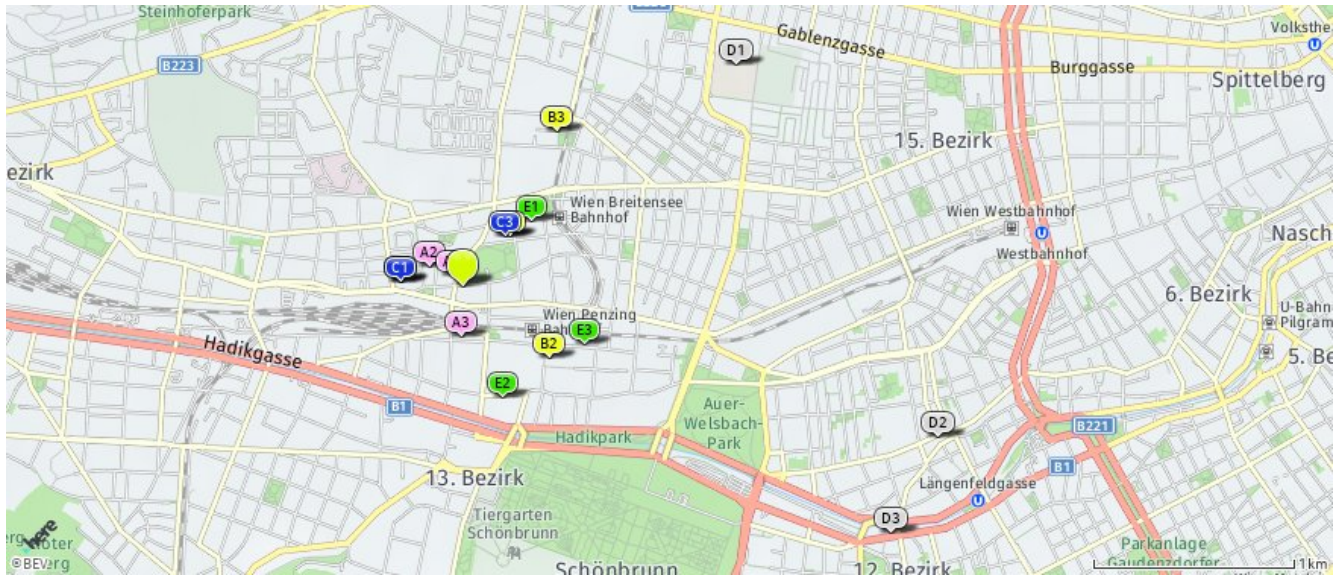 Steinhoferpark
B223
D1
Gablenzgasse
Volksthe
U
Burggasse
Spittelberg
B3
15. Bezirk
ezirk
E1
Wien Breitensee
Bahnhof
C3
Wien Westbahnhof
U
Westbahnhof
Nasch
A2
A
C1
6. Bezirk
U-Bahn
Pilgram
Wien Penzing
Bah
A3
E3
B2
5. Be
Hadikgasse
E2
B1
Auer-
Welsbach-
Park
D2
B221
Hadikpark
B1
13. Bezirk
Längenfeldgasse
U
Tiergarten
Schönbrunn
D3
here
©BEV
Parkanlage
Gaudenzdorfer
1km
Schönbrunn
12. Bezirk